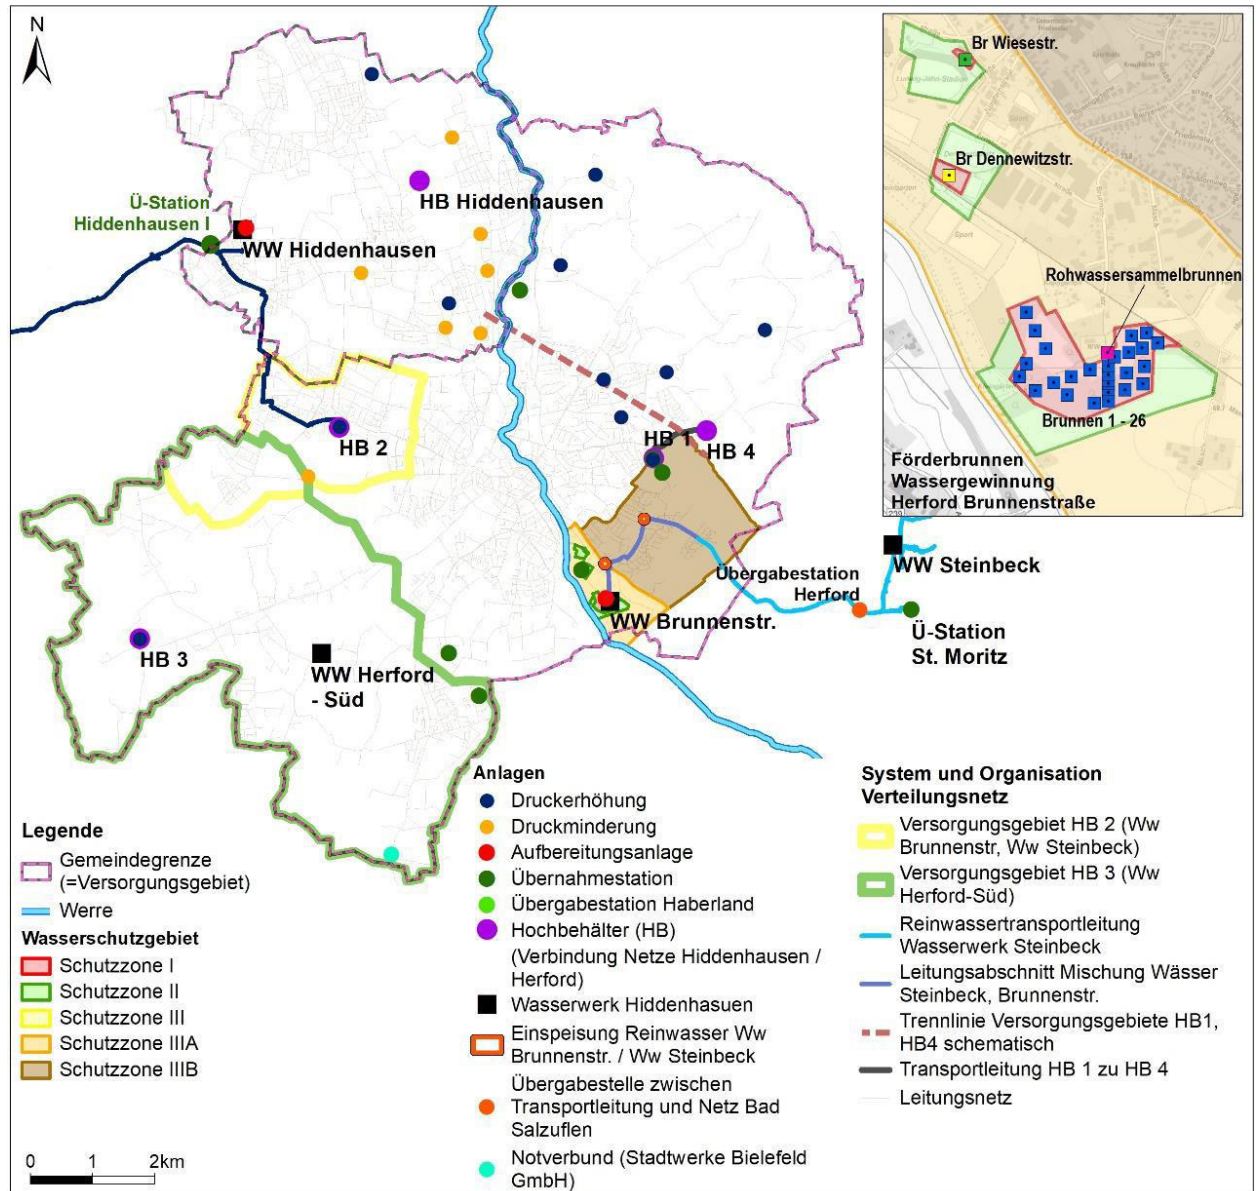 N
Br Wiesestr.
Br Dennewitzstr.
Rohwassersammelbrunnen
Brunnen 1 - 26
Förderbrunnen
Wassergewinnung
Herford Brunnenstraße
HB Hiddenhausen
Ü-Station
Hiddenhausen I
WW Hiddenhausen
HB 2
HB 1
HB 4
WW Steinbeck
Übergabestation
Herford
Ü-Station
St. Moritz
WW Brunnenstr.
HB 3
WW Herford
- Süd
Legende
Gemeindegrenze
(=Versorgungsgebiet)
Werre
Wasserschutzgebiet
Schutzzone I
Schutzzone II
Schutzzone III
Schutzzone IIIA
Schutzzone IIIB
0 1 2km
Anlagen
Druckerhöhung
Druckminderung
Aufbereitungsanlage
Übernahmestation
Übergabestation Haberland
Hochbehälter (HB)
(Verbindung Netze Hiddenhausen /
Herford)
Wasserwerk Hiddenhasuen
Einspeisung Reinwasser Ww
Brunnenstr. / Ww Steinbeck
Übergabestelle zwischen
Transportleitung und Netz Bad
Salzuflen
Notverbund (Stadtwerke Bielefeld
GmbH)
System und Organisation
Verteilungsnetz
Versorgungsgebiet HB 2 (Ww
Brunnenstr, Ww Steinbeck)
Versorgungsgebiet HB 3 (Ww
Herford-Süd)
Reinwassertransportleitung
Wasserwerk Steinbeck
Leitungsabschnitt Mischung Wässer
Steinbeck, Brunnenstr.
Trennlinie Versorgungsgebiete HB1,
HB4 schematisch
Transportleitung HB 1 zu HB 4
Leitungsnetz